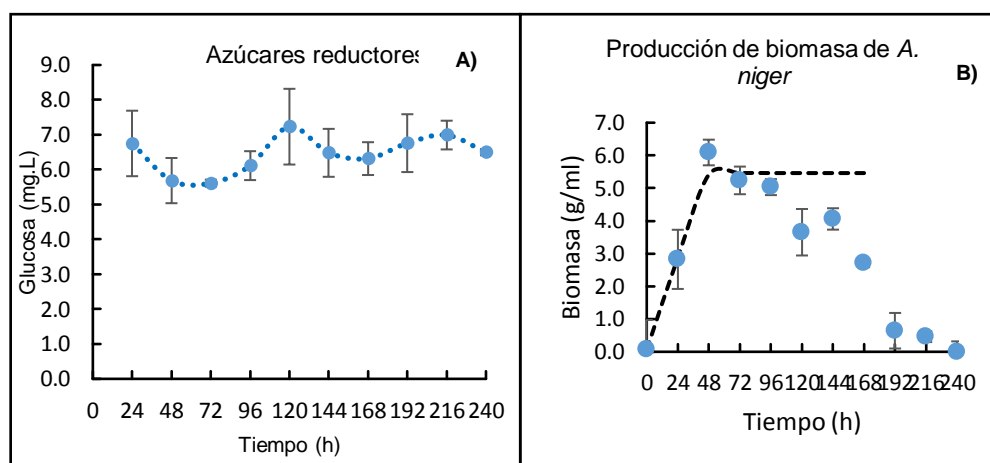 Azúcares reductores
A)
9.0
8.0
7.0
6.0
5.0
4.0
3.0
2.0
1.0
0.0
Glucosa (mg.L)
0 24 48 72 96 120 144 168 192 216 240
Tiempo (h)
Producción de biomasa de A.
niger
B)
7.0
6.0
5.0
4.0
3.0
2.0
1.0
0.0
Biomasa (g/ml)
0 24 48 72 96 120 144 168 192 216 240
Tiempo (h)